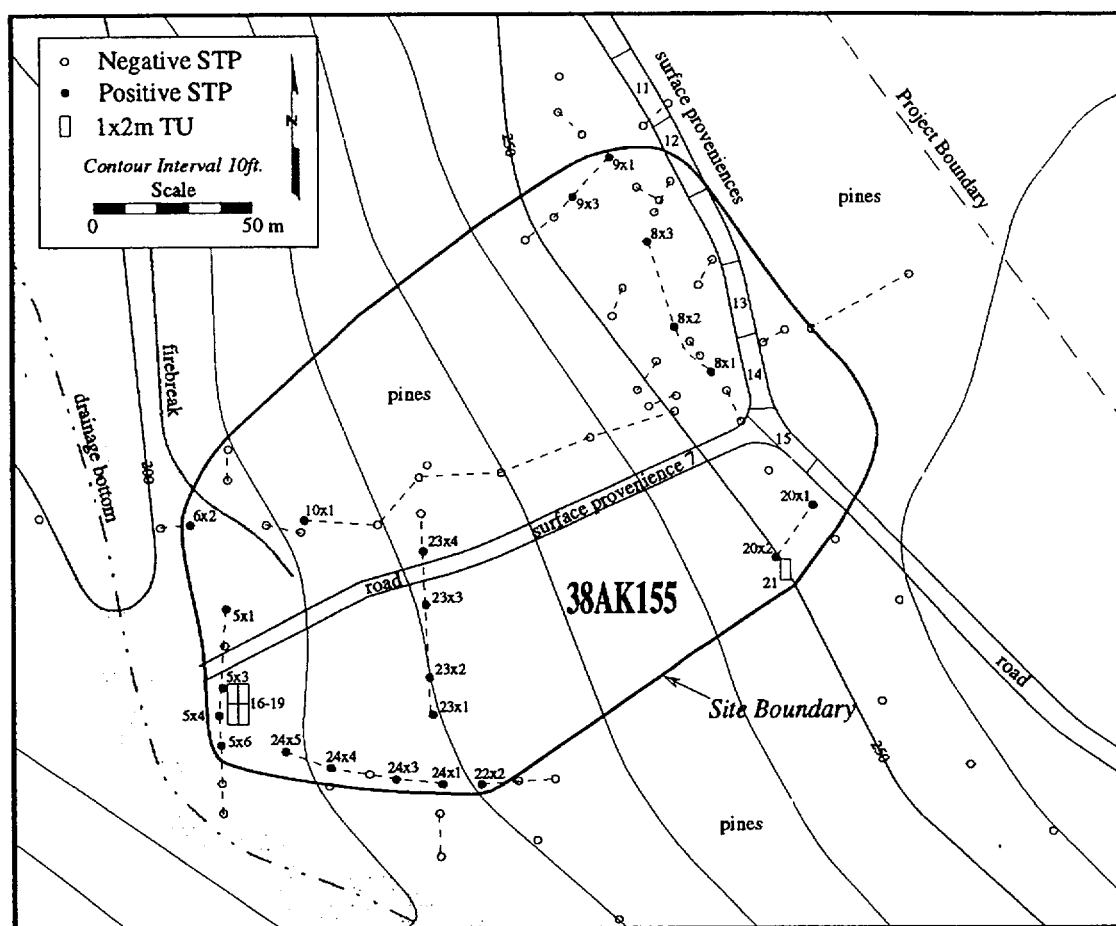 Negative STP
Positive STP
1x2m TU
N
Contour Interval 10ft.
Scale
0 50 m
surface proveniences
11
12
13
14
15
Project Boundary
250
pines
9x1
9x3
8x3
8x2
8x1
firebreak
drainage bottom
200
pines
6x2
10x1
surface provenience 7
road
23x4
23x3
23x2
23x1
20x1
20x2
21
38AK155
road
5x1
5x3
16-19
5x4
5x6
Site Boundary
24x5
24x4
24x3
24x1
22x2
250
pines